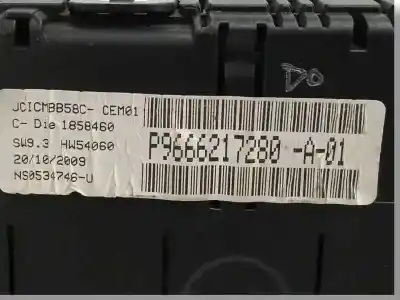 DO
JCICMBB58C- CEM01
C- Die 1858460
SW9.3 HW54060
20/10/2009
NS0534746-U
P9666217280 -A-01